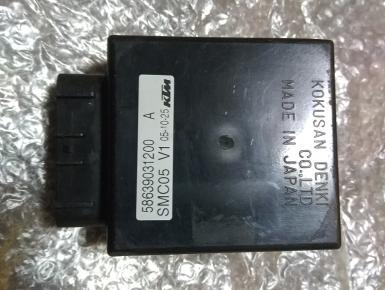 58639031200 A
SMC05 V1 05-10-25 KTM
KOKUSAN DENKI
CO.,LTD
MADE IN JAPAN